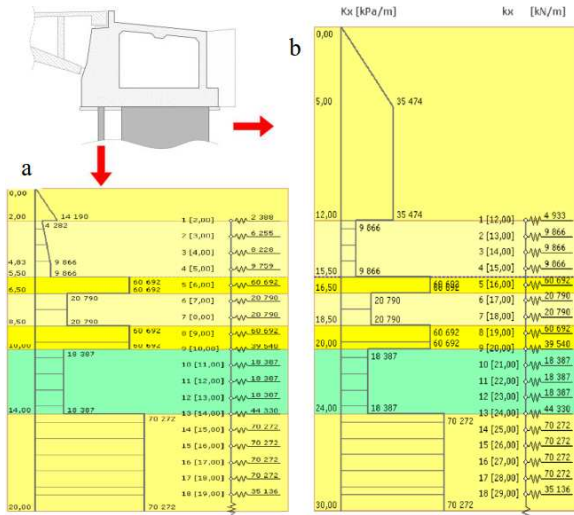 Kx [kPa/m] kx [kN/m]
b
0,00
5,00
35 474
12,00 35 474 1 [12,00] 4 933
9 866 2 [13,00] 9 866
3 [14,00] 9 866
15,50 9 866 4 [15,00] 9 866
16,50 60 692 60 692 5 [16,00] 60 692
20 790 6 [17,00] 20 790
18,50 20 790 7 [18,00] 20 790
60 692 8 [19,00] 60 692
20,00 60 692 9 [20,00] 39 540
18 387 10 [21,00] 18 387
11 [22,00] 18 387
12 [23,00] 18 387
24,00 18 387 13 [24,00] 44 330
70 272 14 [25,00] 70 272
15 [26,00] 70 272
16 [27,00] 70 272
17 [28,00] 70 272
18 [29,00] 35 136
30,00 70 272
a
0,00
2,00 14 190 1 [2,00] 2 388
4 282 2 [3,00] 6 255
3 [4,00] 8 228
4,83 9 866 4 [5,00] 9 759
5,50 9 866
6,50 60 692 60 692 5 [6,00] 60 692
20 790 6 [7,00] 20 790
8,50 20 790 7 [8,00] 20 790
60 692 8 [9,00] 60 692
10,00 60 692 9 [10,00] 39 540
18 387 10 [11,00] 18 387
11 [12,00] 18 387
12 [13,00] 18 387
14,00 18 387 13 [14,00] 44 330
70 272 14 [15,00] 70 272
15 [16,00] 70 272
16 [17,00] 70 272
17 [18,00] 70 272
18 [19,00] 35 136
20,00 70 272